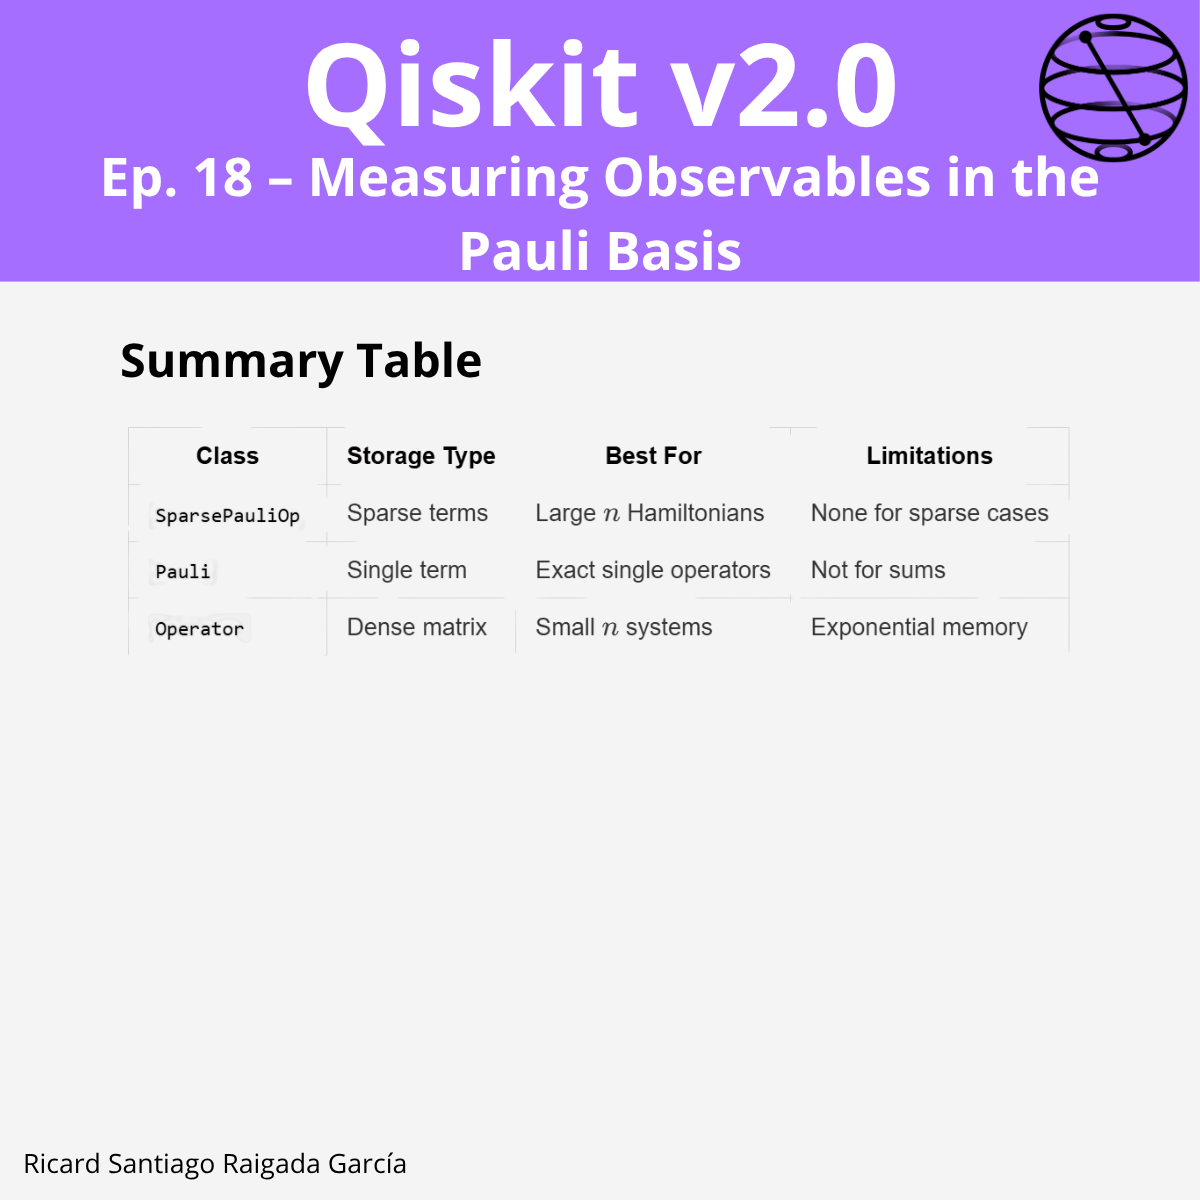 Qiskit v2.0
Ep. 18 – Measuring Observables in the
Pauli Basis
Summary Table
Class Storage Type Best For Limitations
SparsePauliOp Sparse terms Large n Hamiltonians None for sparse cases
Pauli Single term Exact single operators Not for sums
Operator Dense matrix Small n systems Exponential memory
Ricard Santiago Raigada García